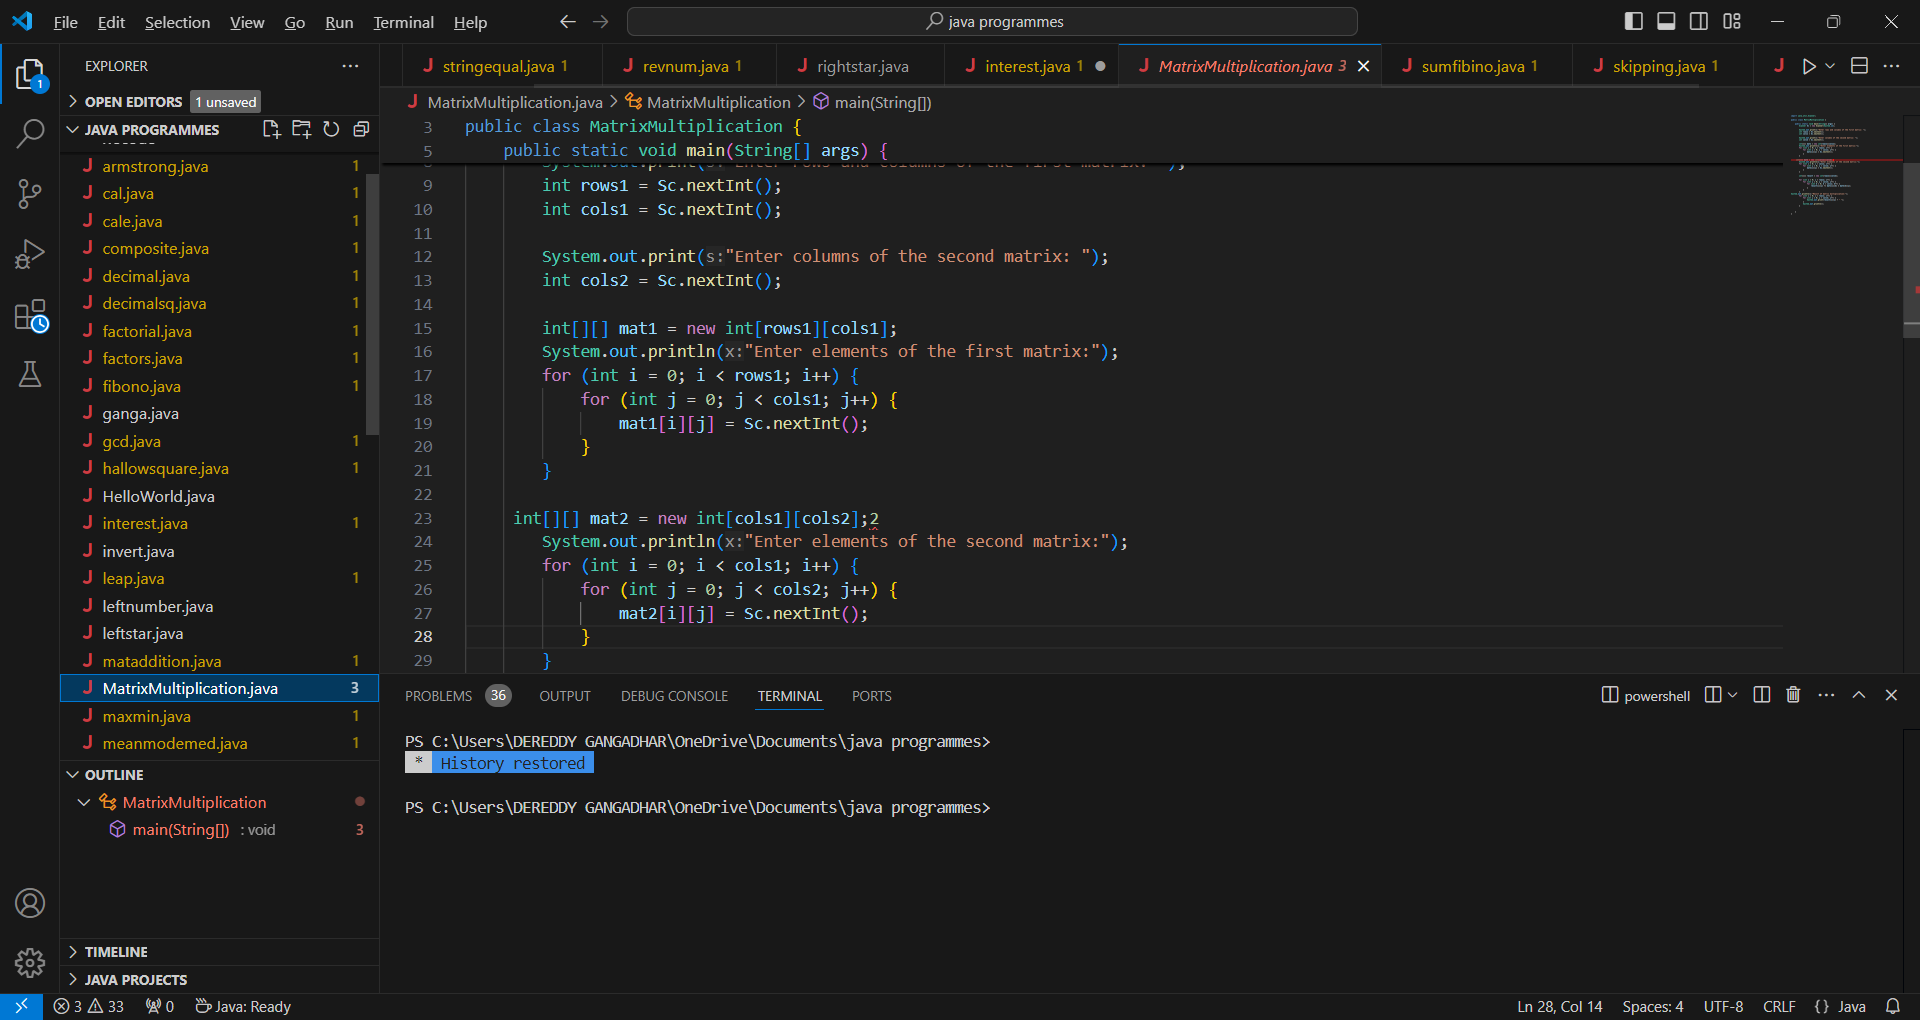 File Edit Selection View Go Run Terminal Help
java programmes
EXPLORER
OPEN EDITORS 1 unsaved
JAVA PROGRAMMES
armstrong.java 1
cal.java 1
cale.java 1
composite.java 1
decimal.java 1
decimalsq.java 1
factorial.java 1
factors.java 1
fibono.java 1
ganga.java
gcd.java 1
hallowsquare.java 1
HelloWorld.java
interest.java 1
invert.java
leap.java 1
leftnumber.java
leftstar.java
mataddition.java 1
MatrixMultiplication.java 3
maxmin.java 1
meanmodemed.java 1
OUTLINE
MatrixMultiplication
main(String[]) : void 3
TIMELINE
JAVA PROJECTS
stringequal.java 1 revnum.java 1 rightstar.java interest.java 1 MatrixMultiplication.java 3 sumfibino.java 1 skipping.java 1
MatrixMultiplication.java > MatrixMultiplication > main(String[])
3 public class MatrixMultiplication {
5 public static void main(String[] args) {
System.out.print(s:"Enter rows and columns of the first matrix: ");
9 int rows1 = Sc.nextInt();
10 int cols1 = Sc.nextInt();
11
12 System.out.print(s:"Enter columns of the second matrix: ");
13 int cols2 = Sc.nextInt();
14
15 int[][] mat1 = new int[rows1][cols1];
16 System.out.println(x:"Enter elements of the first matrix:");
17 for (int i = 0; i < rows1; i++) {
18 for (int j = 0; j < cols1; j++) {
19 mat1[i][j] = Sc.nextInt();
20 }
21 }
22
23 int[][] mat2 = new int[cols1][cols2];2
24 System.out.println(x:"Enter elements of the second matrix:");
25 for (int i = 0; i < cols1; i++) {
26 for (int j = 0; j < cols2; j++) {
27 mat2[i][j] = Sc.nextInt();
28 }
29 }
PROBLEMS 36 OUTPUT DEBUG CONSOLE TERMINAL PORTS
powershell
PS C:\Users\DEREDDY GANGADHAR\OneDrive\Documents\java programmes>
* History restored
PS C:\Users\DEREDDY GANGADHAR\OneDrive\Documents\java programmes>
1
3 33 0 Java: Ready
Ln 28, Col 14 Spaces: 4 UTF-8 CRLF {} Java